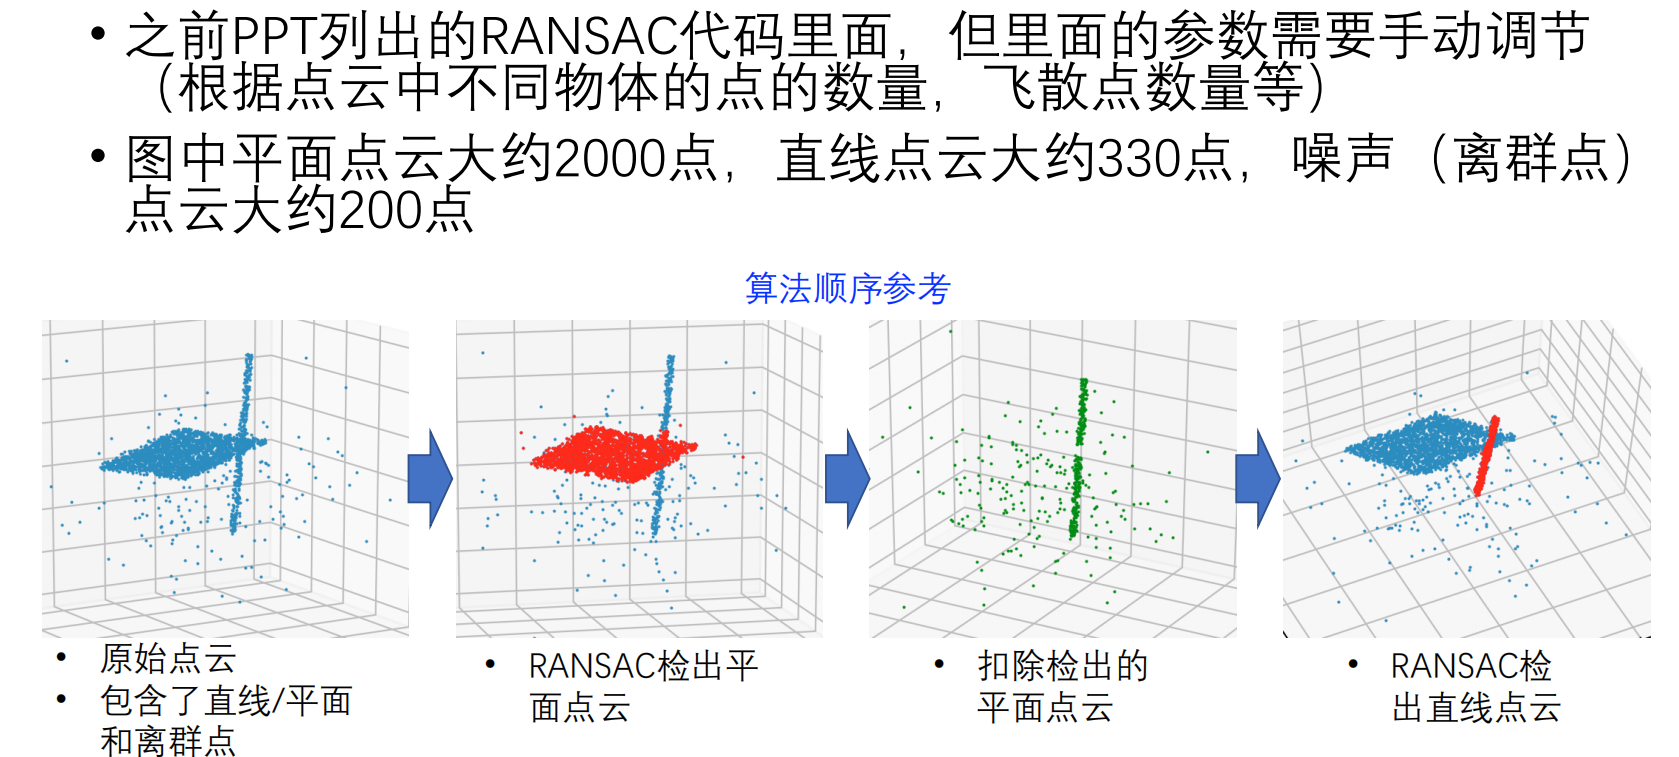 • 之前PPT列出的RANSAC代码里面，但里面的参数需要手动调节
（根据点云中不同物体的点的数量，飞散点数量等）
• 图中平面点云大约2000点，直线点云大约330点，噪声（离群点）
点云大约200点
算法顺序参考
• 原始点云
• 包含了直线/平面
和离群点
• RANSAC检出平
面点云
• 扣除检出的
平面点云
• RANSAC检
出直线点云